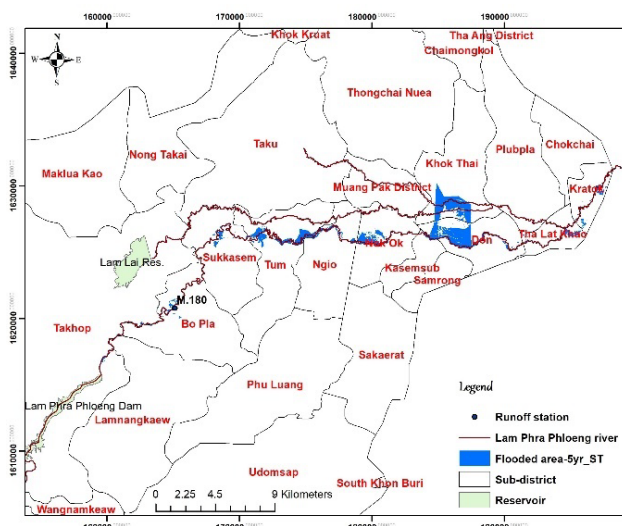 160000 170000 180000 190000
Khok Kruat
Tha Ang District
Chaimongkol
1640000
N
W E
S
Thongchai Nuea
Nong Takai
Taku
Plubpla
Chokchai
Maklua Kao
Khok Thai
Muang Pak District
Kratok
1630000
Lam Lai Res.
Sukkasem
Tum
Ngio
Nok Ok
Don
Tha Lat Khao
Kasemsub
Samrong
M.180
1620000
Takhop
Bo Pla
Sakaerat
Phu Luang
Lam Phra Phloeng Dam
Lamnangkaew
Legend
Runoff station
Lam Phra Phloeng river
Flooded area-5yr_ST
Sub-district
Reservoir
1610000
Udomsap
South Khon Buri
0 2.25 4.5 9 Kilometers
Wangnamkeaw
160000 170000 180000 190000